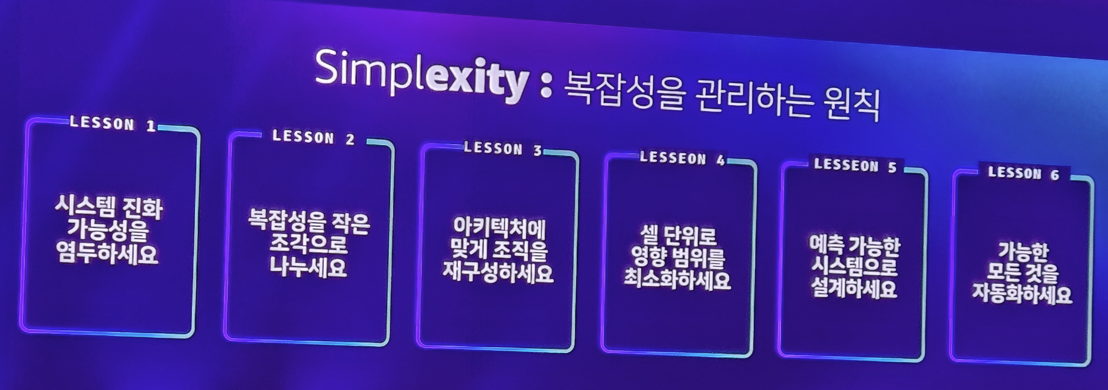 Simplexity : 복잡성을 관리하는 원칙
LESSON 1
시스템 진화
가능성을
염두하세요
LESSON 2
복잡성을 작은
조각으로
나누세요
LESSON 3
아키텍처에
맞게 조직을
재구성하세요
LESSEON 4
셀 단위로
영향 범위를
최소화하세요
LESSEON 5
예측 가능한
시스템으로
설계하세요
LESSON 6
가능한
모든 것을
자동화하세요